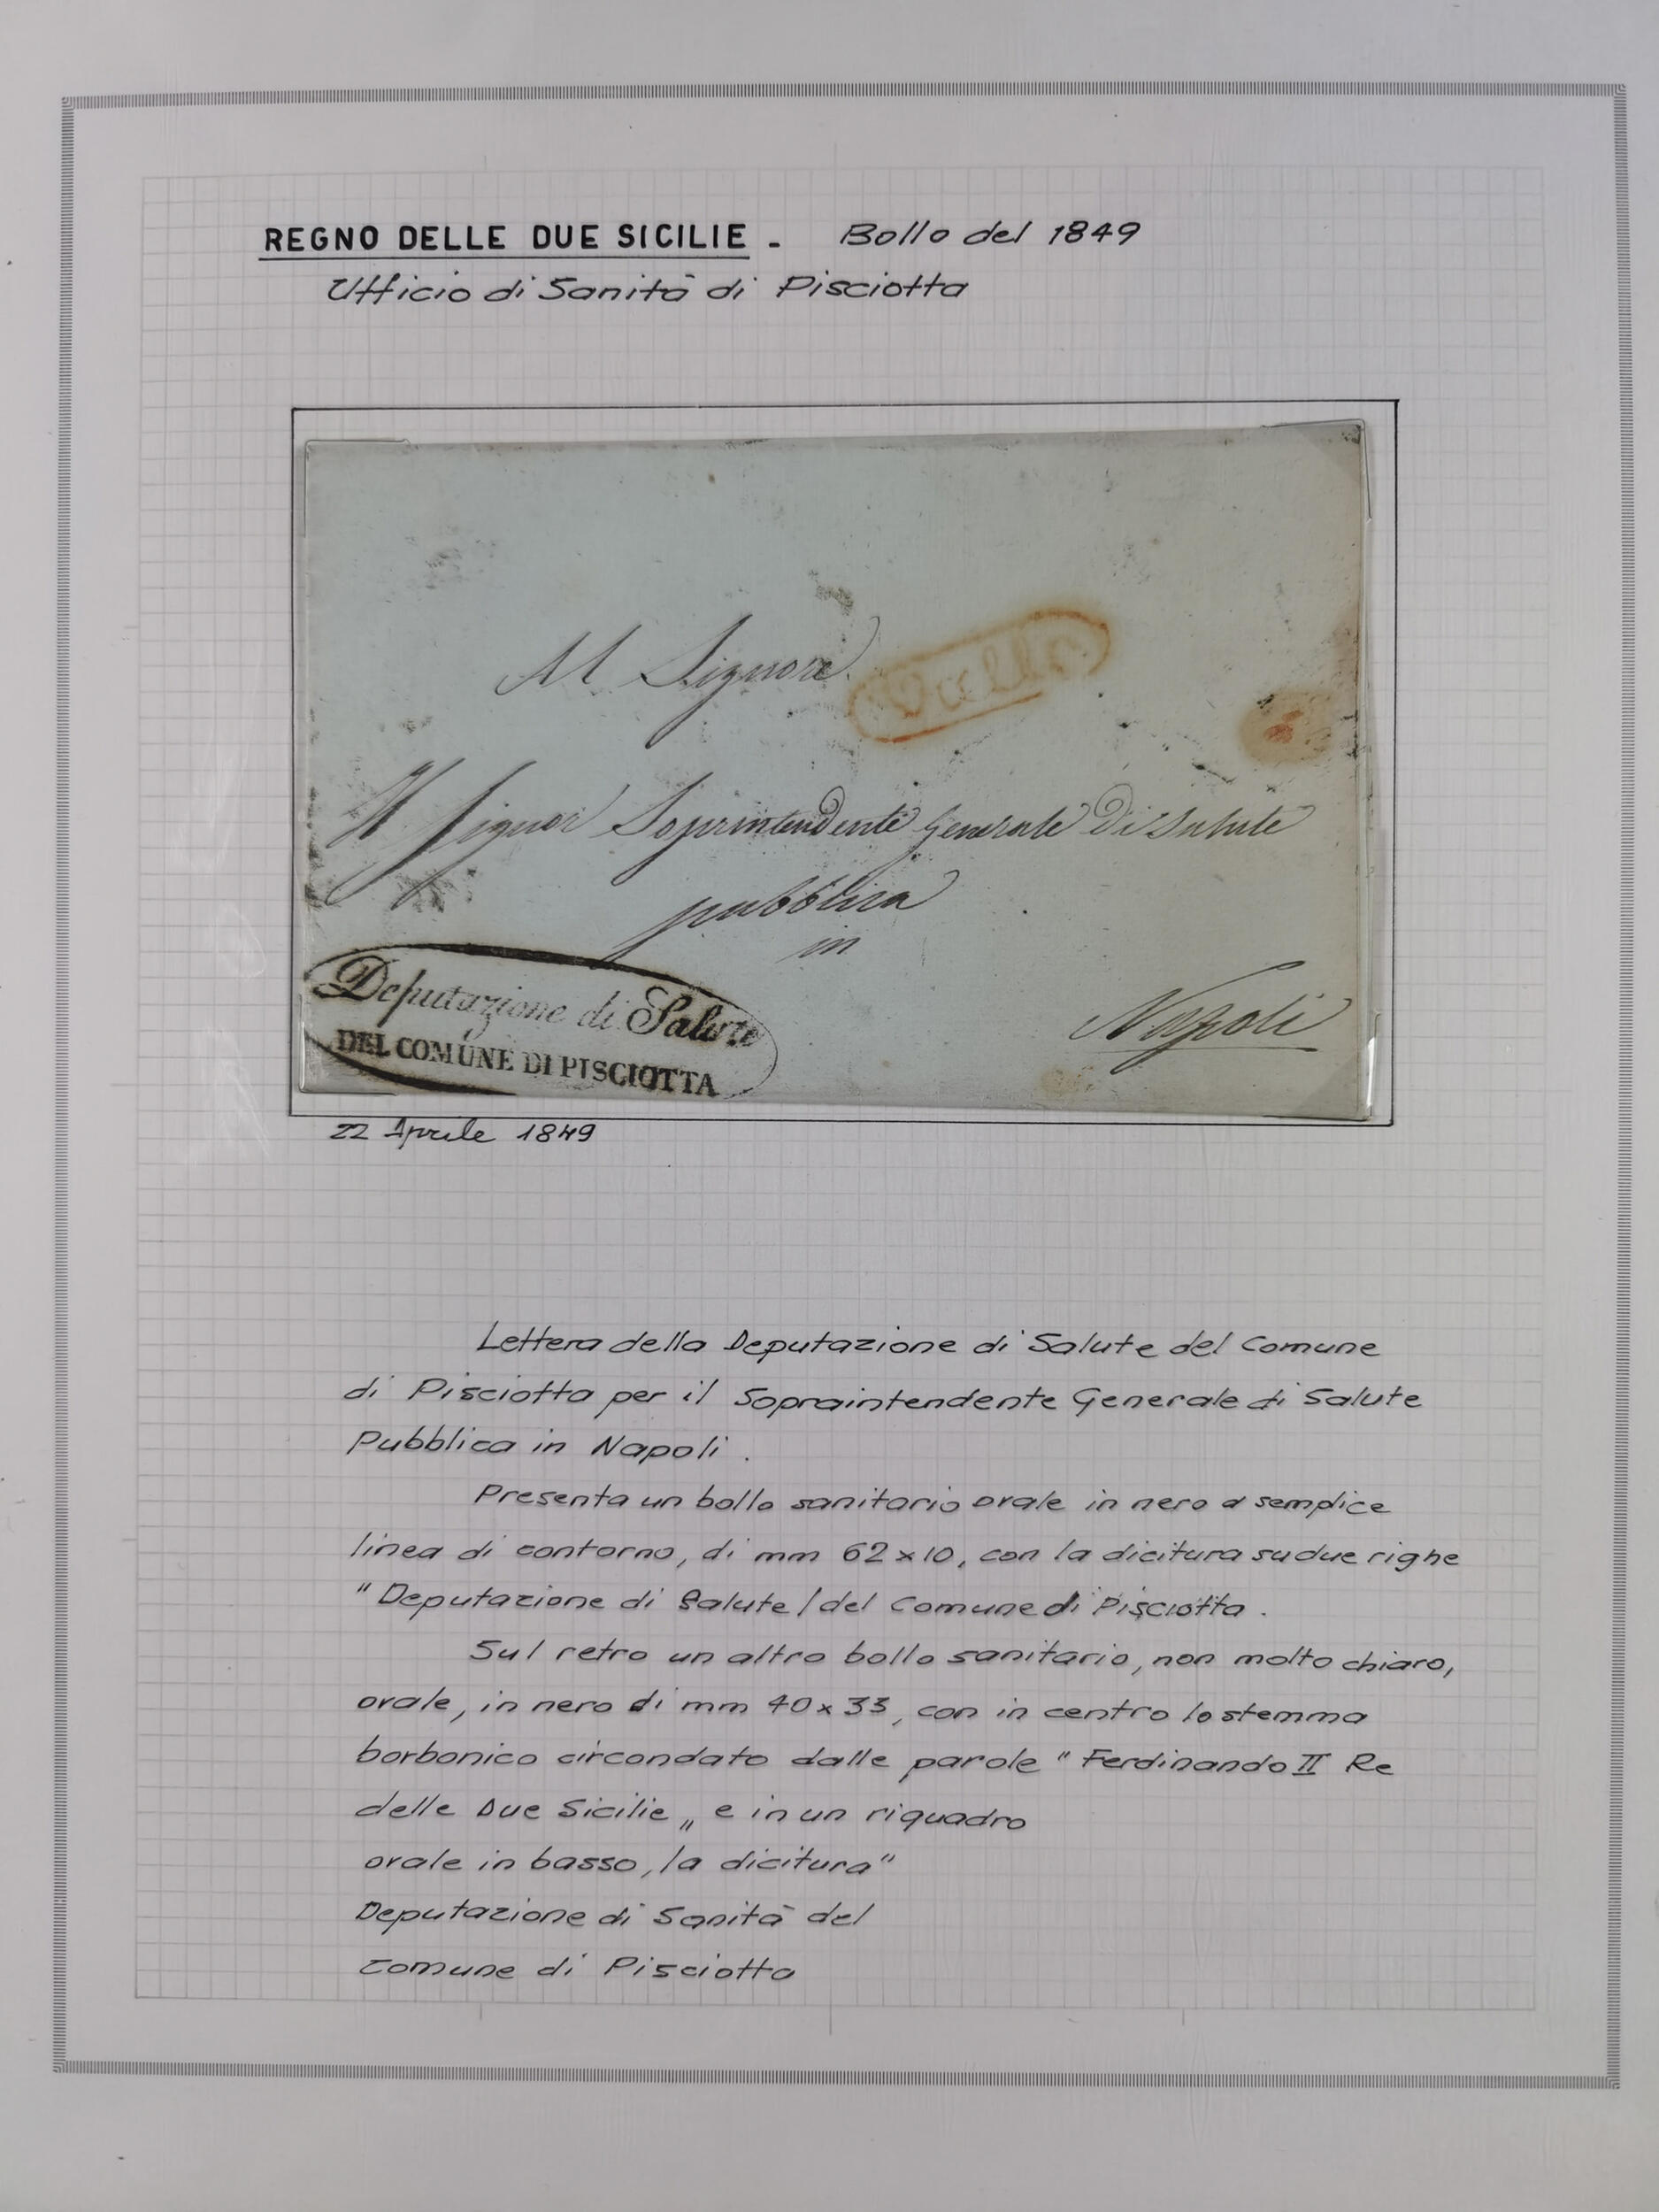 REGNO DELLE DUE SICILIE - Bollo del 1849
Ufficio di Sanità di Pisciotta
Al Signore
Vallo
Il Signor Soprintendente Generale Di Salute
pubblica
in
Napoli
Deputazione di Salute
DEL COMUNE DI PISCIOTTA
22 Aprile 1849
Lettera della Deputazione di Salute del Comune
di Pisciotta per il Sopraintendente Generale di Salute
Pubblica in Napoli.
Presenta un bollo sanitario ovale in nero a semplice
linea di contorno, di mm 62x10, con la dicitura su due righe
"Deputazione di Salute/del Comune di Pisciotta.
Sul retro un altro bollo sanitario, non molto chiaro,
ovale, in nero di mm 40x33, con in centro lo stemma
borbonico circondato dalle parole "Ferdinando II Re
delle Due Sicilie„ e in un riquadro
ovale in basso, la dicitura"
Deputazione di Sanità del
Comune di Pisciotta